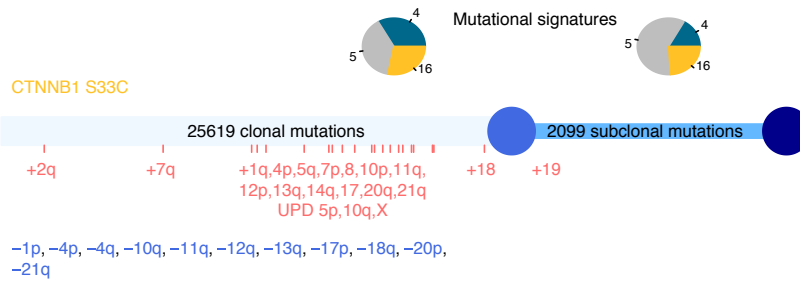 4
Mutational signatures
4
5
5
16
16
CTNNB1 S33C
25619 clonal mutations
2099 subclonal mutations
+2q
+7q
+1q,4p,5q,7p,8,10p,11q,
+18
+19
12p,13q,14q,17,20q,21q
UPD 5p,10q,X
–1p, –4p, –4q, –10q, –11q, –12q, –13q, –17p, –18q, –20p,
–21q